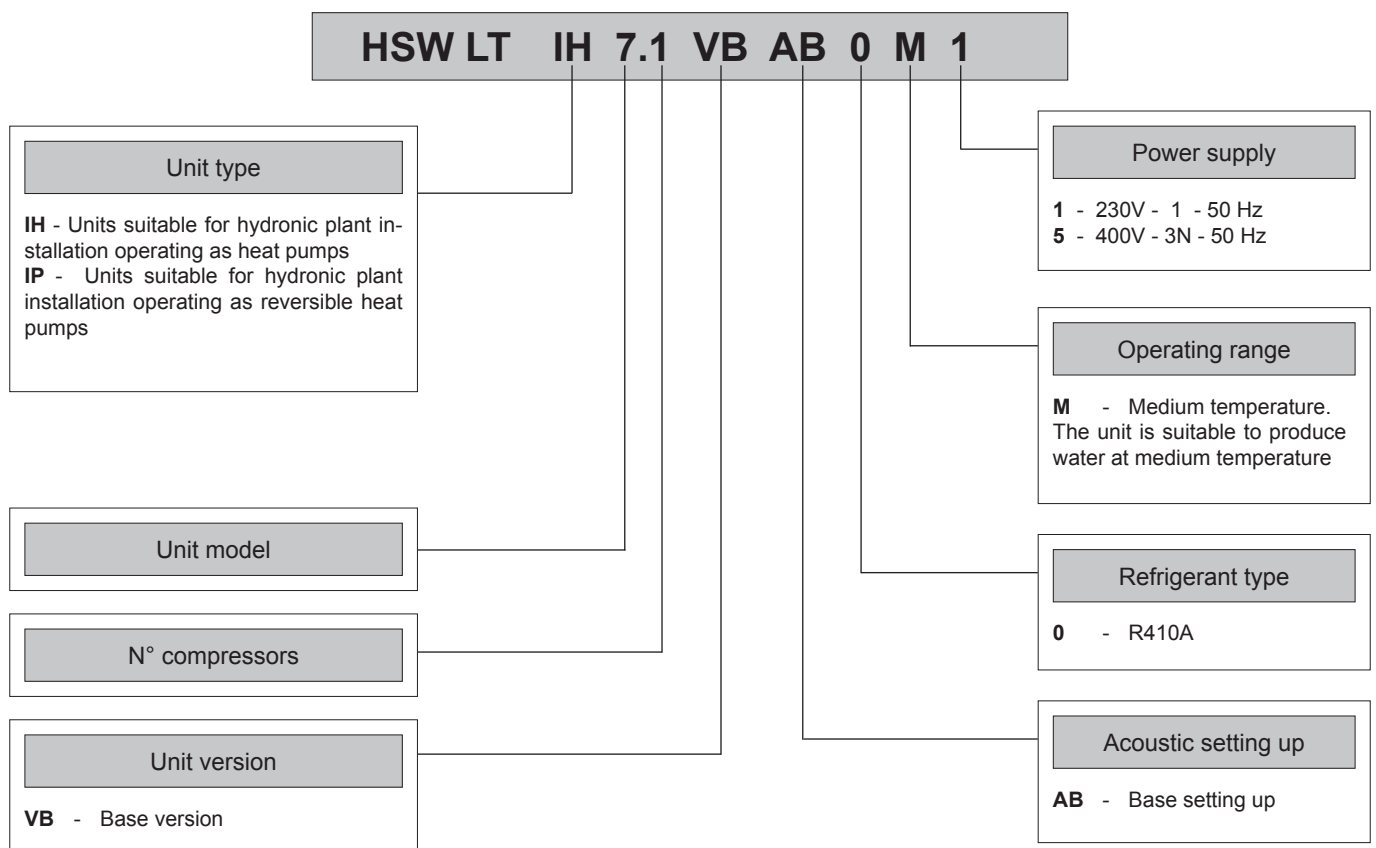 HSW LT IH 7.1 VB AB 0 M 1
Unit type
IH - Units suitable for hydronic plant in-
stallation operating as heat pumps
IP - Units suitable for hydronic plant
installation operating as reversible heat
pumps
Unit model
N° compressors
Unit version
VB - Base version
Power supply
1 - 230V - 1 - 50 Hz
5 - 400V - 3N - 50 Hz
Operating range
M - Medium temperature.
The unit is suitable to produce
water at medium temperature
Refrigerant type
0 - R410A
Acoustic setting up
AB - Base setting up